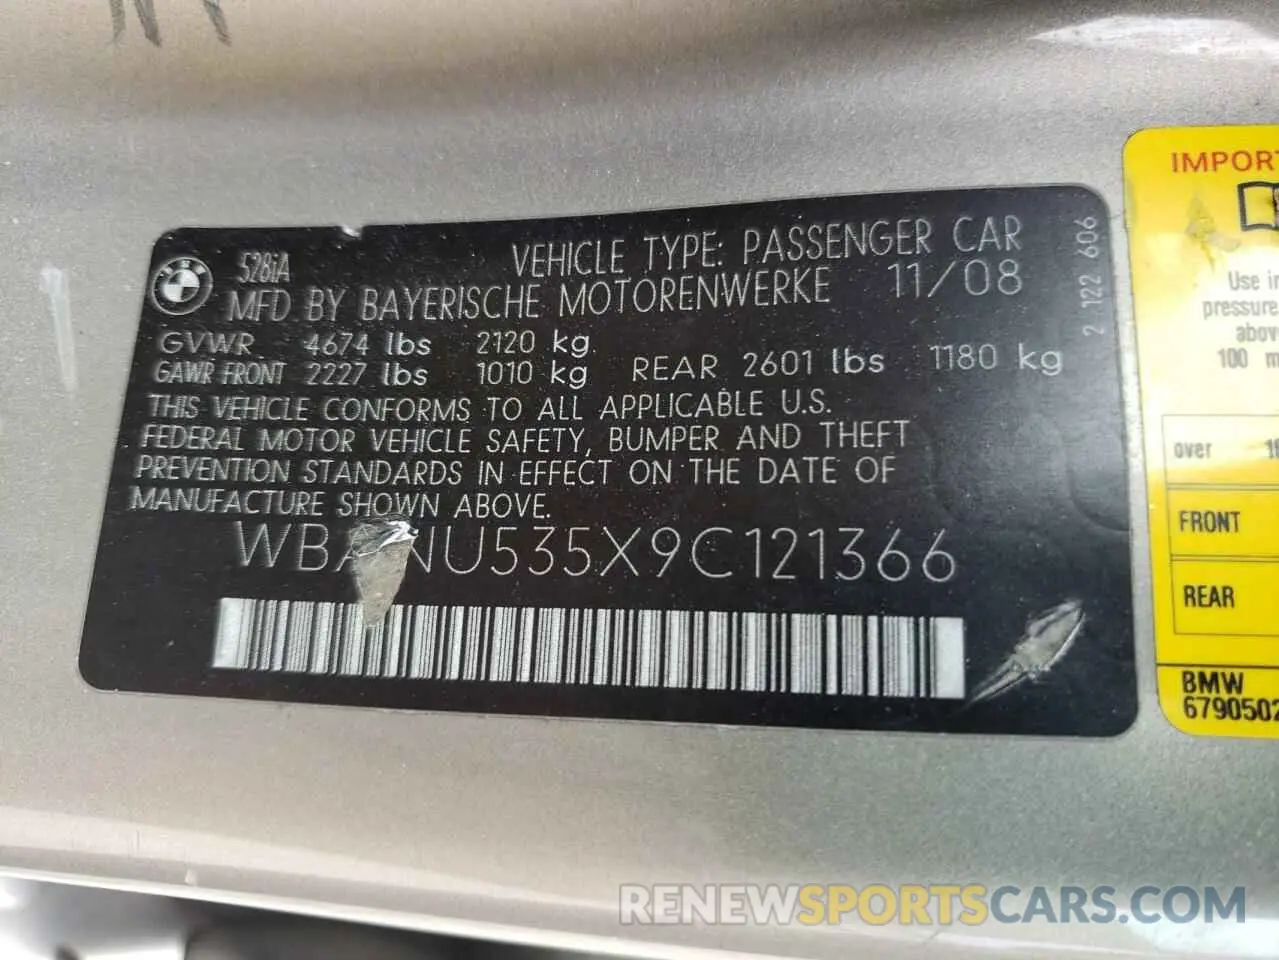 528iA
VEHICLE TYPE: PASSENGER CAR
MFD BY BAYERISCHE MOTORENWERKE 11/08
GVWR 4674 lbs 2120 kg
GAWR FRONT 2227 lbs 1010 kg REAR 2601 lbs 1180 kg
THIS VEHICLE CONFORMS TO ALL APPLICABLE U.S.
FEDERAL MOTOR VEHICLE SAFETY, BUMPER AND THEFT
PREVENTION STANDARDS IN EFFECT ON THE DATE OF
MANUFACTURE SHOWN ABOVE.
NU535X9C121366
2 122 606
Use if
pressure
above
100
over
FRONT
REAR
BMW
RENEWSPORTSCARS.COM